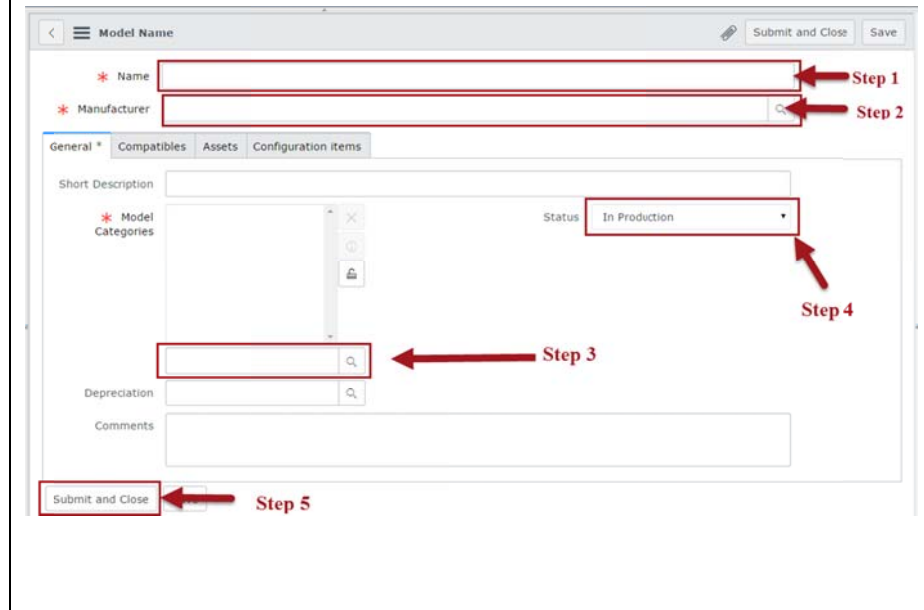 Model Name Submit and Close Save
* Name Step 1
* Manufacturer Step 2
General * Compatibles Assets Configuration items
Short Description
* Model Categories Status In Production
Step 4
Step 3
Depreciation
Comments
Submit and Close Step 5